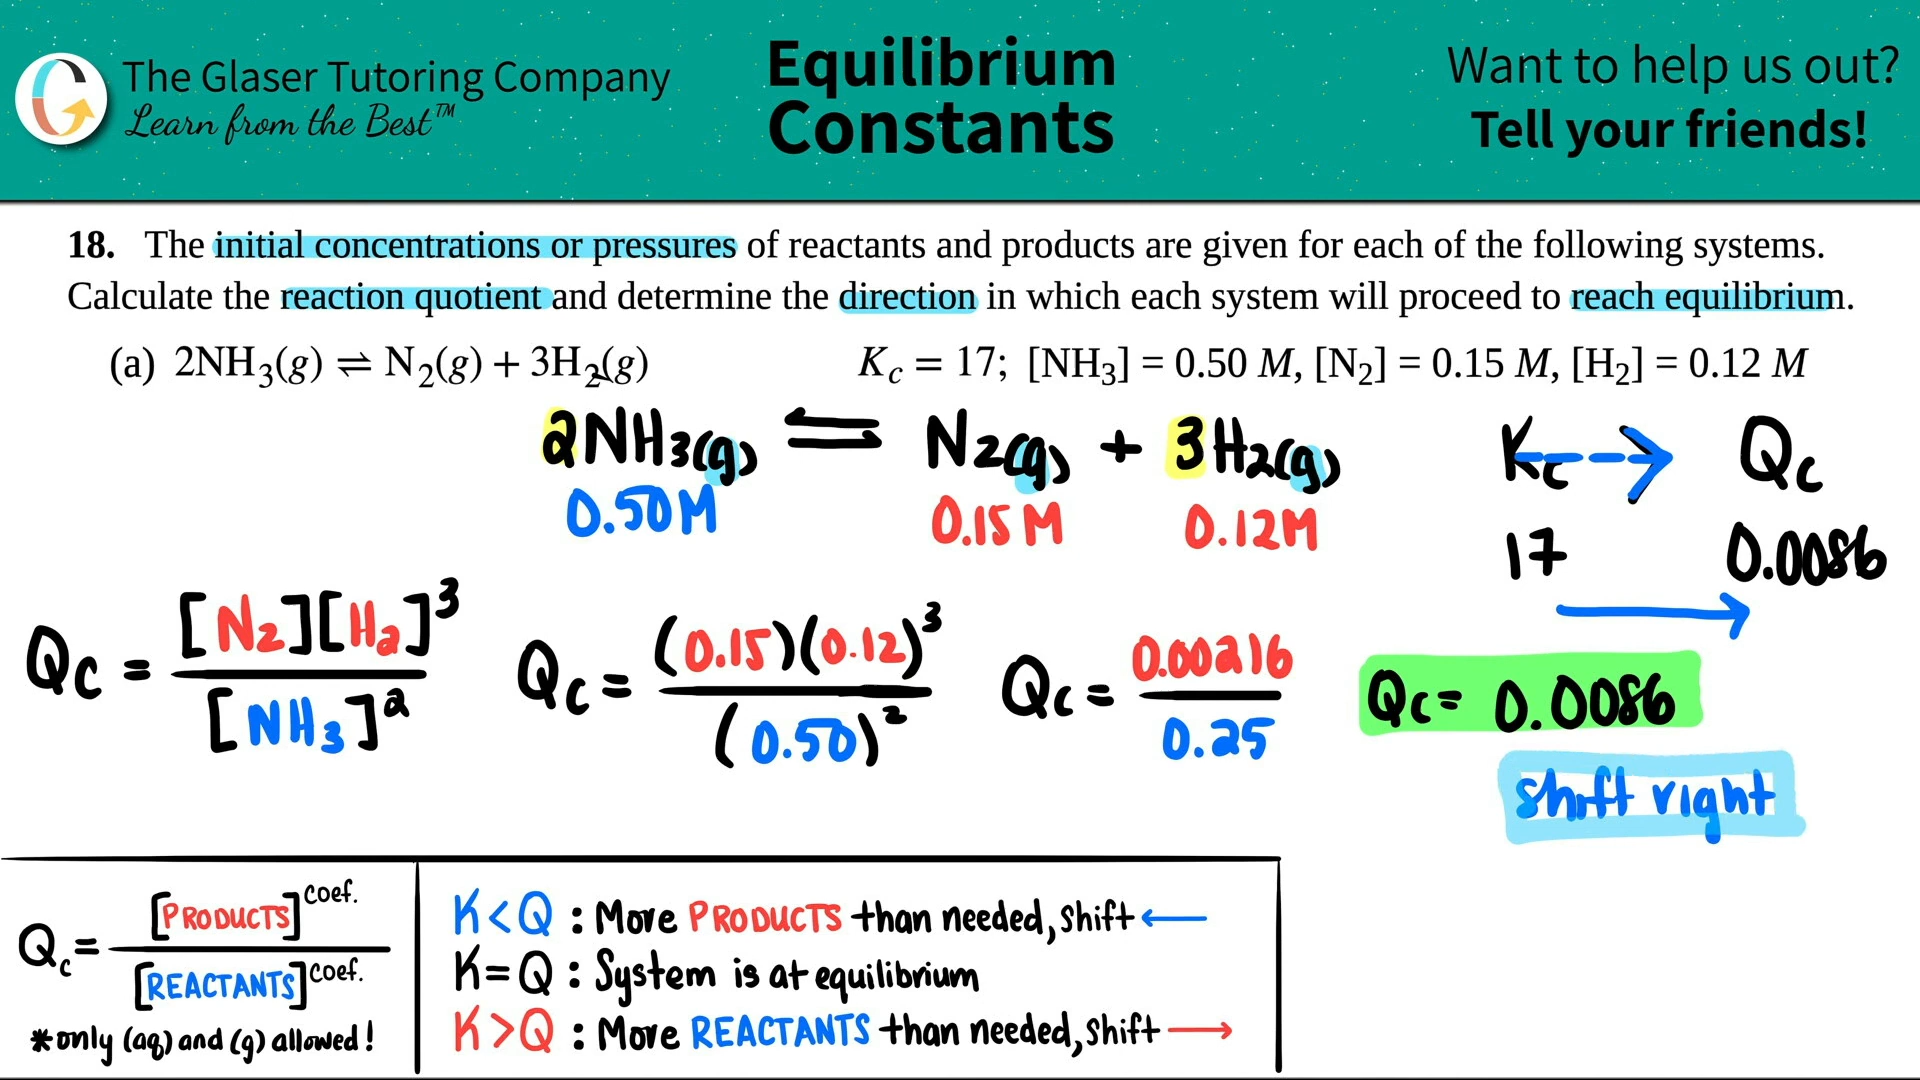 The Glaser Tutoring Company
Learn from the Best™
Equilibrium
Constants
Want to help us out?
Tell your friends!
18. The initial concentrations or pressures of reactants and products are given for each of the following systems.
Calculate the reaction quotient and determine the direction in which each system will proceed to reach equilibrium.
(a) 2NH₃(g) ⇌ N₂(g) + 3H₂(g) K꜀ = 17; [NH₃] = 0.50 M, [N₂] = 0.15 M, [H₂] = 0.12 M
2NH₃(g) ⇌ N₂(g) + 3H₂(g)
0.50M 0.15M 0.12M
Kc → Qc
17 0.0086
→
Qc = [N₂][H₂]³ / [NH₃]²
Qc = (0.15)(0.12)³ / (0.50)²
Qc = 0.00216 / 0.25
Qc = 0.0086
shift right
Qc = [PRODUCTS]coef. / [REACTANTS]coef.
*only (aq) and (g) allowed!
K<Q : More PRODUCTS than needed, shift ←
K=Q : System is at equilibrium
K>Q : More REACTANTS than needed, shift →